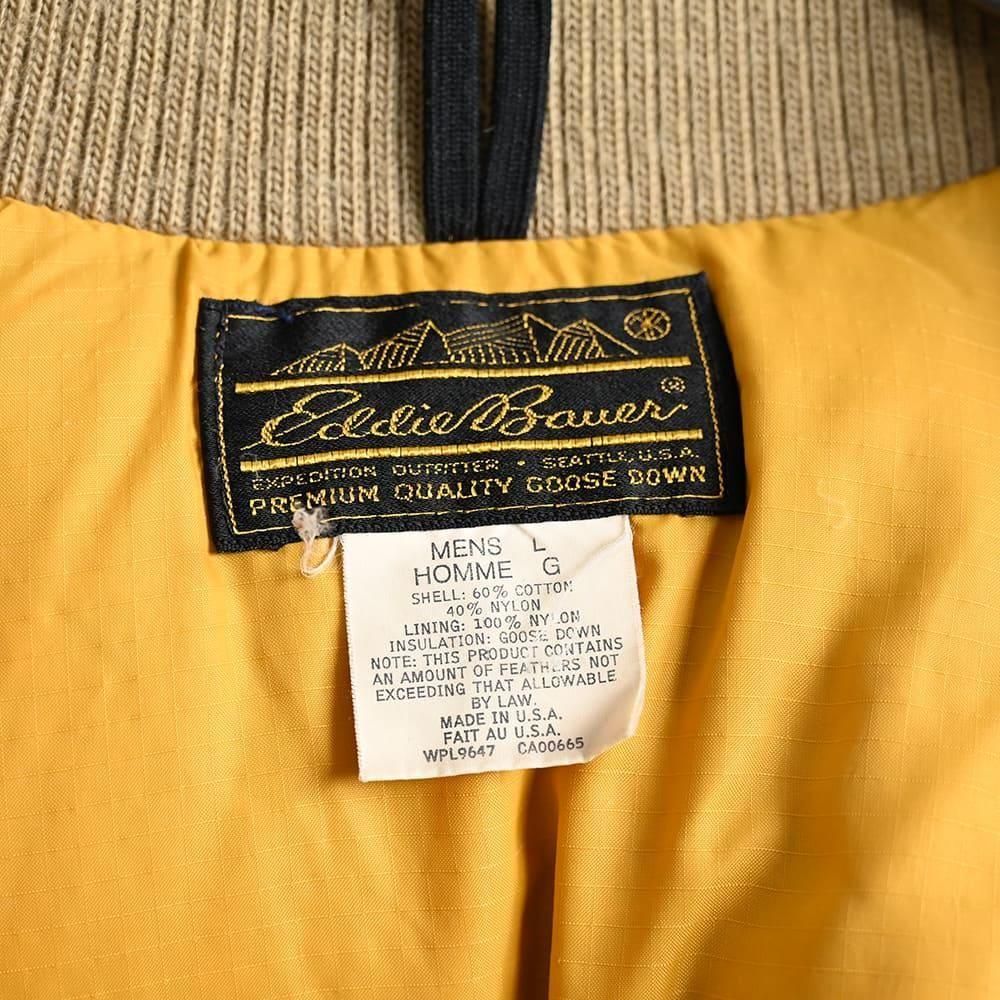 Eddie Bauer ®
EXPEDITION OUTFITTER • SEATTLE, U.S.A.
PREMIUM QUALITY GOOSE DOWN
MENS L
HOMME G
SHELL: 60% COTTON
40% NYLON
LINING: 100% NYLON
INSULATION: GOOSE DOWN
NOTE: THIS PRODUCT CONTAINS
AN AMOUNT OF FEATHERS NOT
EXCEEDING THAT ALLOWABLE
BY LAW.
MADE IN U.S.A.
FAIT AU U.S.A.
WPL9647 CA00665